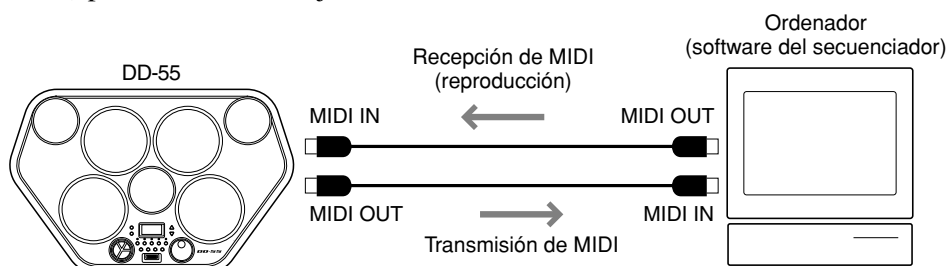 Ordenador
(software del secuenciador)
Recepción de MIDI
(reproducción)
DD-55
MIDI IN
MIDI OUT
MIDI OUT
MIDI IN
Transmisión de MIDI
DD-55